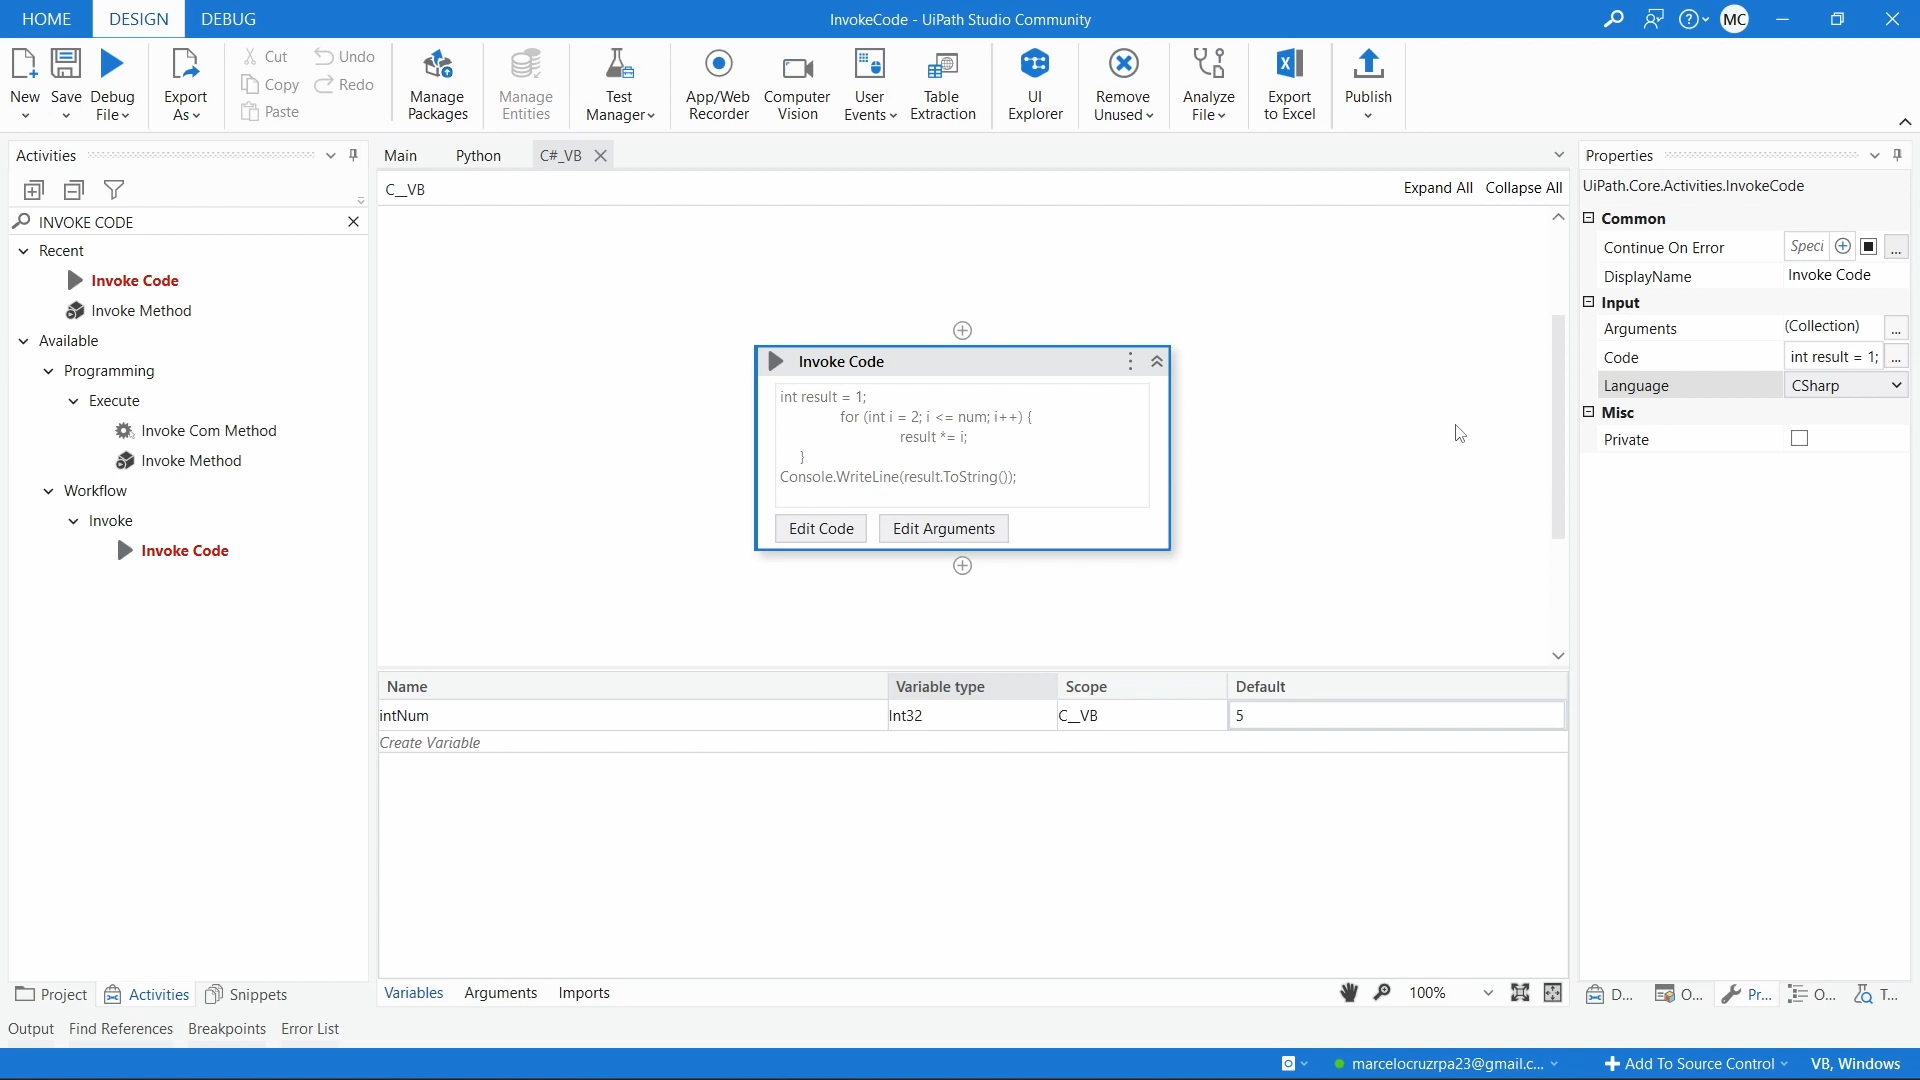 HOME DESIGN DEBUG InvokeCode - UiPath Studio Community MC
New Save Debug File Export As Cut Copy Paste Undo Redo Manage Packages Manage Entities Test Manager App/Web Recorder Computer Vision User Events Table Extraction UI Explorer Remove Unused Analyze File Export to Excel Publish
Activities
INVOKE CODE
Recent
Invoke Code
Invoke Method
Available
Programming
Execute
Invoke Com Method
Invoke Method
Workflow
Invoke
Invoke Code
Main Python C#_VB
C__VB Expand All Collapse All
Invoke Code
int result = 1;
for (int i = 2; i <= num; i++) {
result *= i;
}
Console.WriteLine(result.ToString());
Edit Code Edit Arguments
Name Variable type Scope Default
intNum Int32 C__VB 5
Create Variable
Variables Arguments Imports 100%
Properties
UiPath.Core.Activities.InvokeCode
Common
Continue On Error Speci ...
DisplayName Invoke Code
Input
Arguments (Collection) ...
Code int result = 1; ...
Language CSharp
Misc
Private
Project Activities Snippets
D... O... Pr... O... T...
Output Find References Breakpoints Error List
marcelocruzrpa23@gmail.c... Add To Source Control VB, Windows